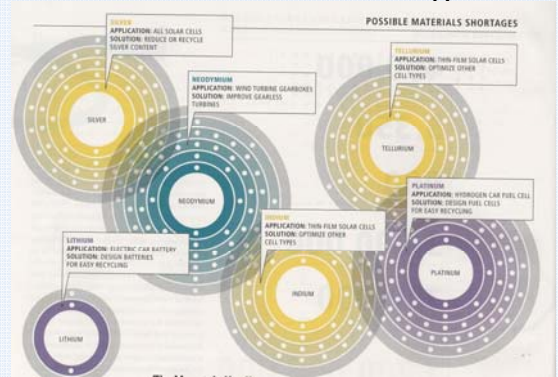 POSSIBLE MATERIALS SHORTAGES
SILVER
APPLICATION: ALL SOLAR CELLS
SOLUTION: REDUCE OR RECYCLE
SILVER CONTENT
TELLURIUM
APPLICATION: THIN-FILM SOLAR CELLS
SOLUTION: OPTIMIZE OTHER
CELL TYPES
NEODYMIUM
APPLICATION: WIND TURBINE GEARBOXES
SOLUTION: IMPROVE GEARLESS
TURBINES
SILVER
TELLURIUM
PLATINUM
APPLICATION: HYDROGEN CAR FUEL CELL
SOLUTION: DESIGN FUEL CELLS
FOR EASY RECYCLING
NEODYMIUM
INDIUM
APPLICATION: THIN-FILM SOLAR CELLS
SOLUTION: OPTIMIZE OTHER
CELL TYPES
LITHIUM
APPLICATION: ELECTRIC CAR BATTERY
SOLUTION: DESIGN BATTERIES
FOR EASY RECYCLING
PLATINUM
INDIUM
LITHIUM